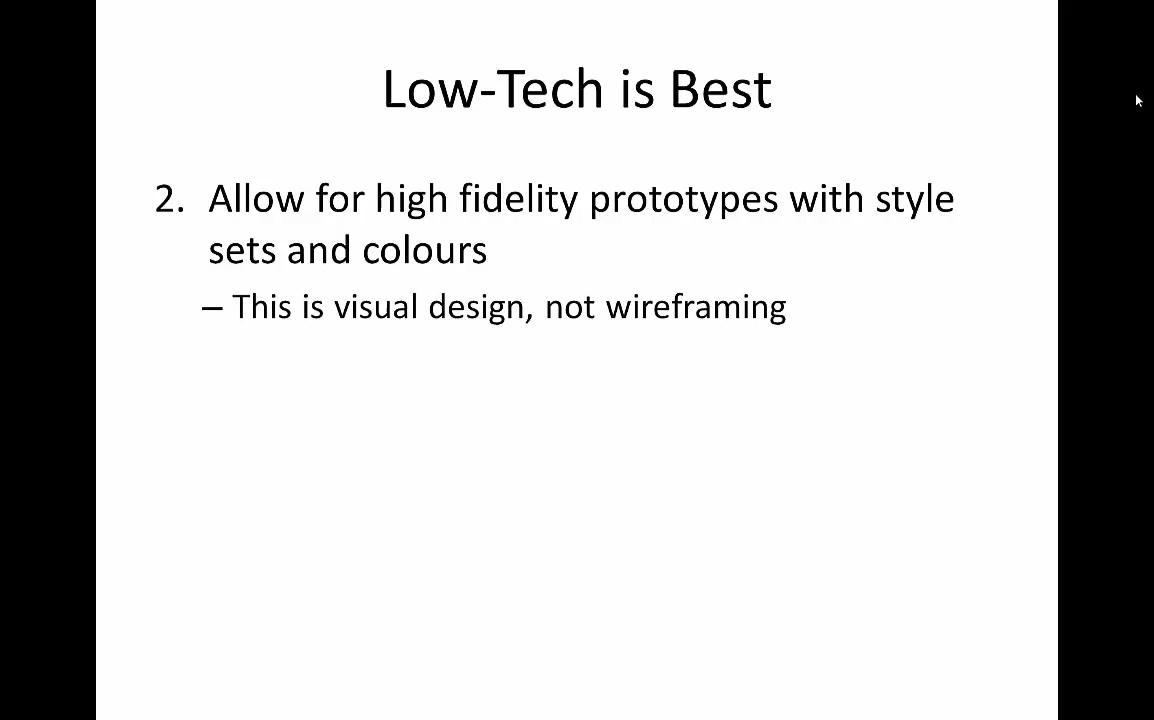 Low-Tech is Best
2. Allow for high fidelity prototypes with style
sets and colours
– This is visual design, not wireframing